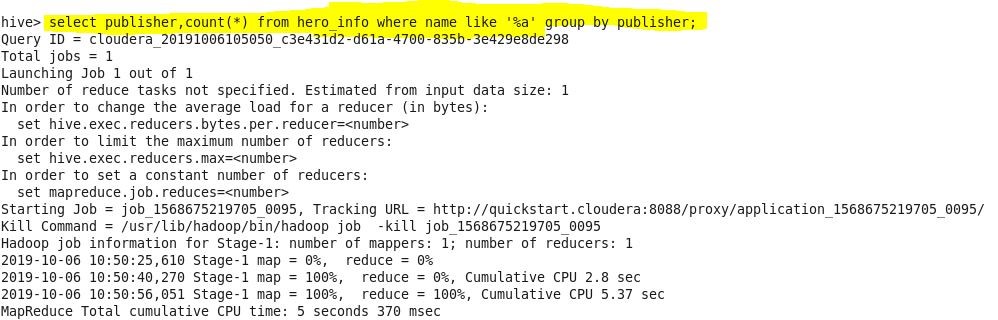 hive> select publisher,count(*) from hero_info where name like '%a' group by publisher;
Query ID = cloudera_20191006105050_c3e431d2-d61a-4700-835b-3e429e8de298
Total jobs = 1
Launching Job 1 out of 1
Number of reduce tasks not specified. Estimated from input data size: 1
In order to change the average load for a reducer (in bytes):
  set hive.exec.reducers.bytes.per.reducer=<number>
In order to limit the maximum number of reducers:
  set hive.exec.reducers.max=<number>
In order to set a constant number of reducers:
  set mapreduce.job.reduces=<number>
Starting Job = job_1568675219705_0095, Tracking URL = http://quickstart.cloudera:8088/proxy/application_1568675219705_0095/
Kill Command = /usr/lib/hadoop/bin/hadoop job  -kill job_1568675219705_0095
Hadoop job information for Stage-1: number of mappers: 1; number of reducers: 1
2019-10-06 10:50:25,610 Stage-1 map = 0%,  reduce = 0%
2019-10-06 10:50:40,270 Stage-1 map = 100%,  reduce = 0%, Cumulative CPU 2.8 sec
2019-10-06 10:50:56,051 Stage-1 map = 100%,  reduce = 100%, Cumulative CPU 5.37 sec
MapReduce Total cumulative CPU time: 5 seconds 370 msec